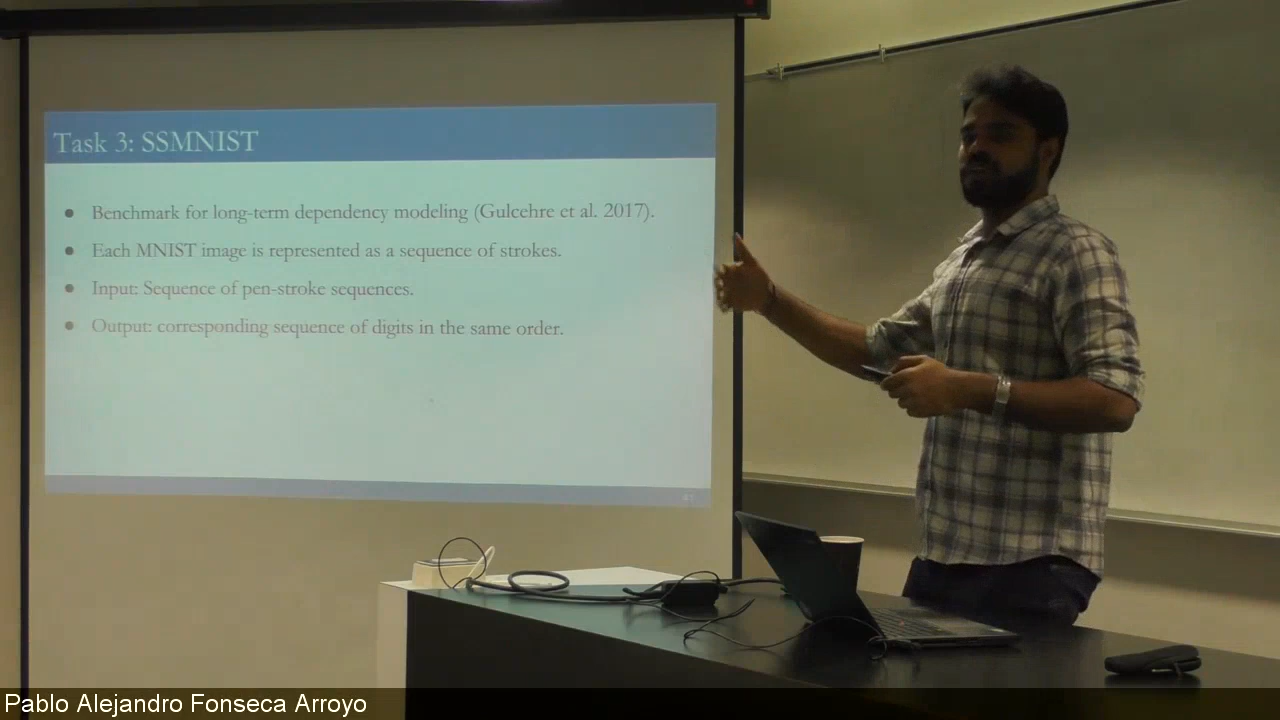 Task 3: SSMNIST
Benchmark for long-term dependency modeling (Gulcehre et al. 2017).
Each MNIST image is represented as a sequence of strokes.
Input: Sequence of pen-stroke sequences.
Output: corresponding sequence of digits in the same order.
Pablo Alejandro Fonseca Arroyo